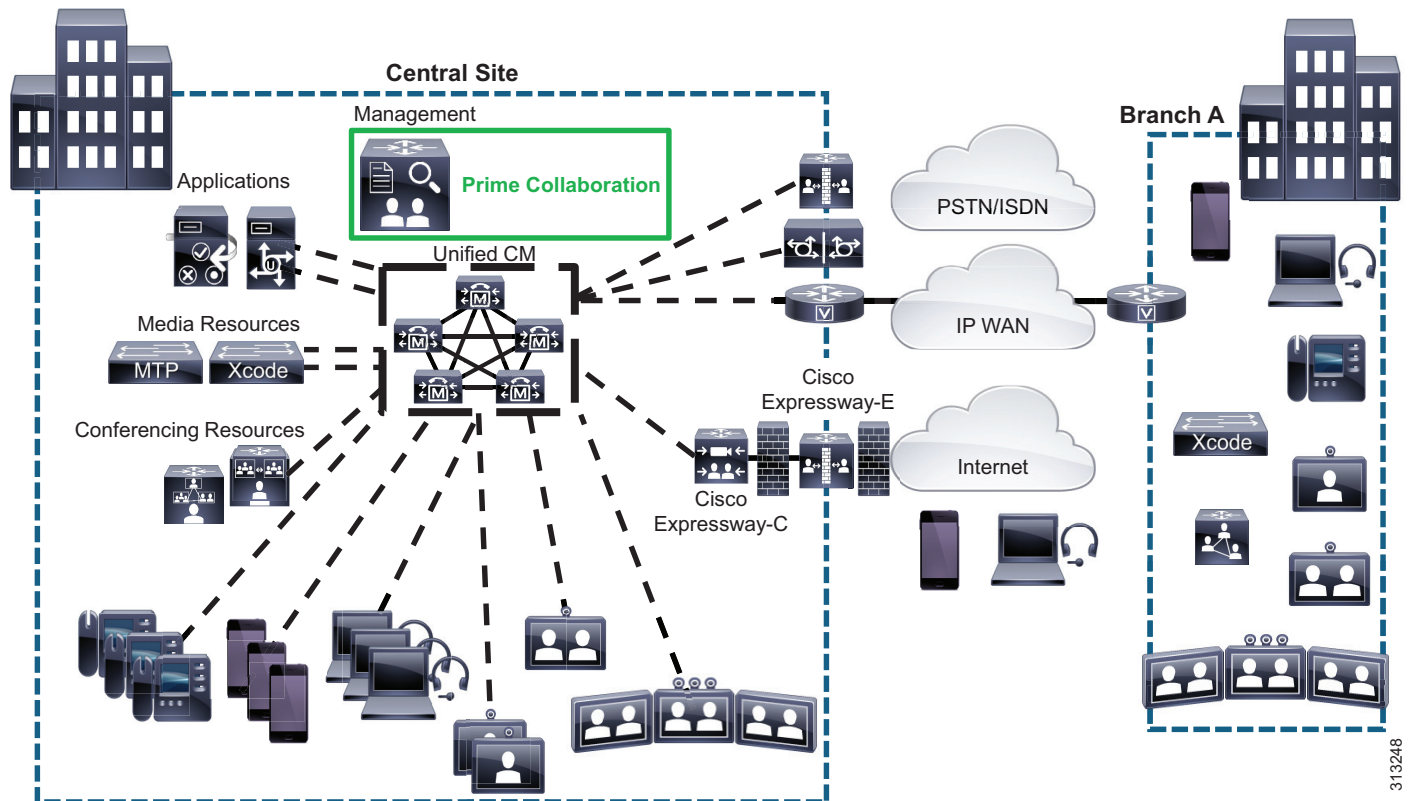 Central Site
Management
Branch A
Applications
Prime Collaboration
PSTN/ISDN
U
Unified CM
M
Media Resources
M
M
V
IP WAN
V
MTP
Xcode
M
M
Cisco
Expressway-E
Conferencing Resources
Xcode
Internet
Cisco
Expressway-C
313248